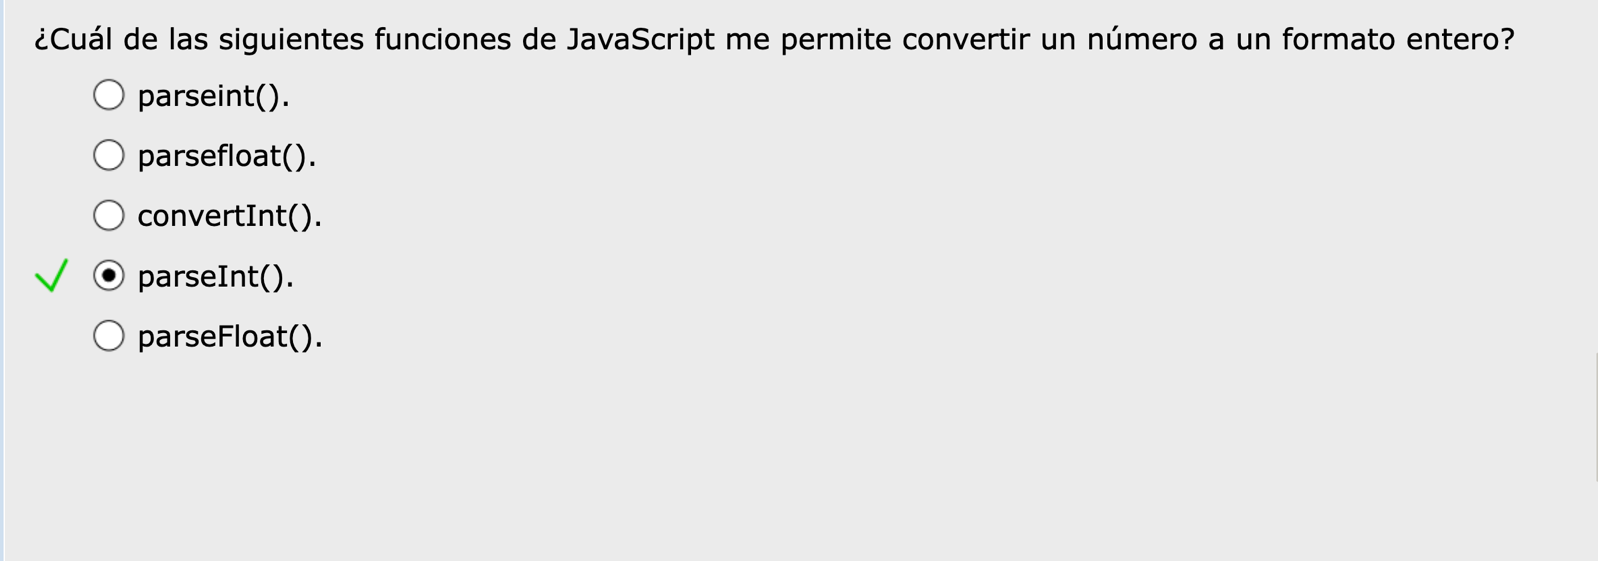 ¿Cuál de las siguientes funciones de JavaScript me permite convertir un número a un formato entero?
parseint().
parsefloat().
convertInt().
parseInt().
parseFloat().